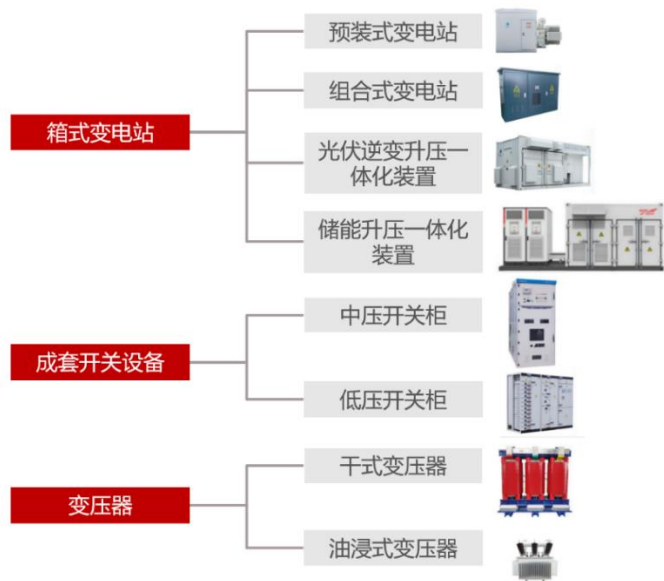 预装式变电站
组合式变电站
箱式变电站
光伏逆变升压一
体化装置
储能升压一体化
装置
中压开关柜
成套开关设备
低压开关柜
干式变压器
变压器
油浸式变压器